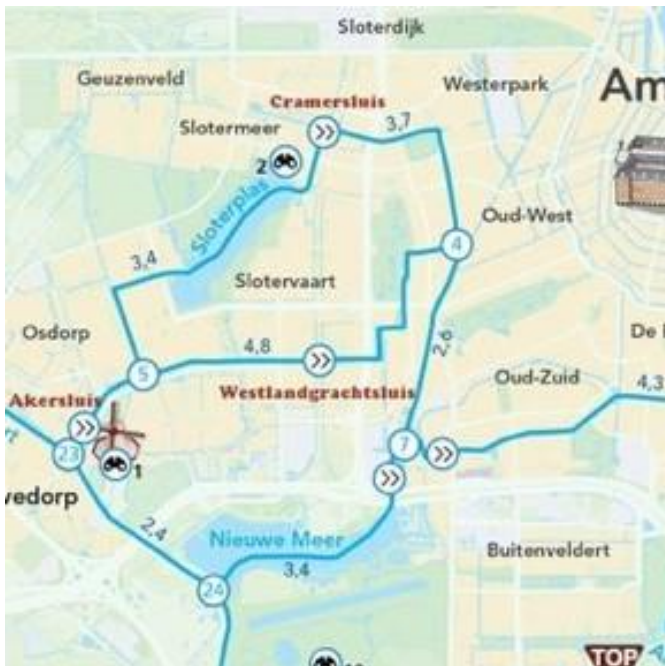 Sloterdijk
Geuzenveld
Westerpark
Am
Cramersluis
Slotermeer
3,7
2
Sloterplas
Oud-West
4
3,4
Slotervaart
Osdorp
De
4,8
2,6
5
Oud-Zuid
4,3
Akersluis
Westlandgrachtsluis
7
23
1
vedorp
2,4
Nieuwe Meer
Buitenveldert
3,4
24
TOP